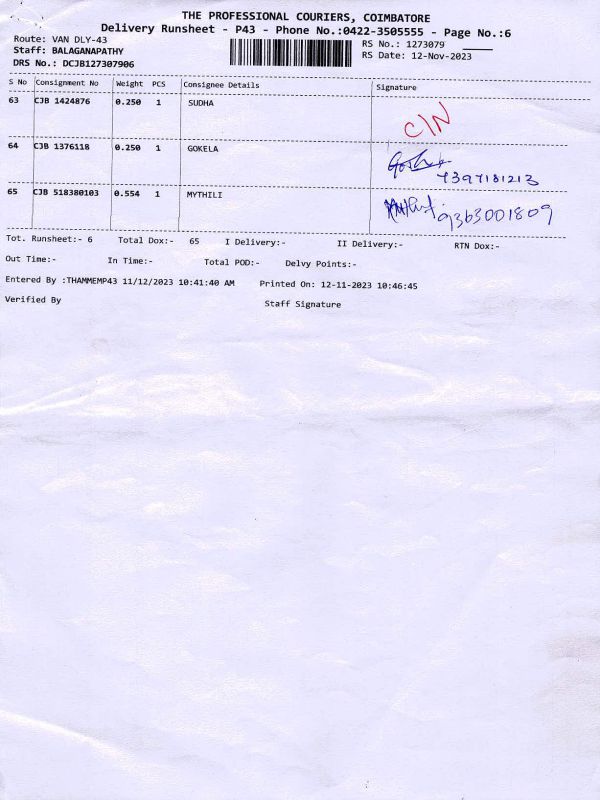 THE PROFESSIONAL COURIERS, COIMBATORE
Delivery Runsheet - P43 - Phone No.:0422-3505555 - Page No.:6
Route: VAN DLY-43 RS No.: 1273079
Staff: BALAGANAPATHY RS Date: 12-Nov-2023
DRS No.: DCJB127307906
S No Consignment No Weight PCS Consignee Details Signature
63 CJB 1424876 0.250 1 SUDHA
C/N
64 CJB 1376118 0.250 1 GOKELA
7397181213
65 CJB 518380103 0.554 1 MYTHILI
9363001809
Tot. Runsheet:- 6 Total Dox:- 65 I Delivery:- II Delivery:- RTN Dox:-
Out Time:- In Time:- Total POD:- Delvy Points:-
Entered By :THAMMEMP43 11/12/2023 10:41:40 AM Printed On: 12-11-2023 10:46:45
Verified By Staff Signature